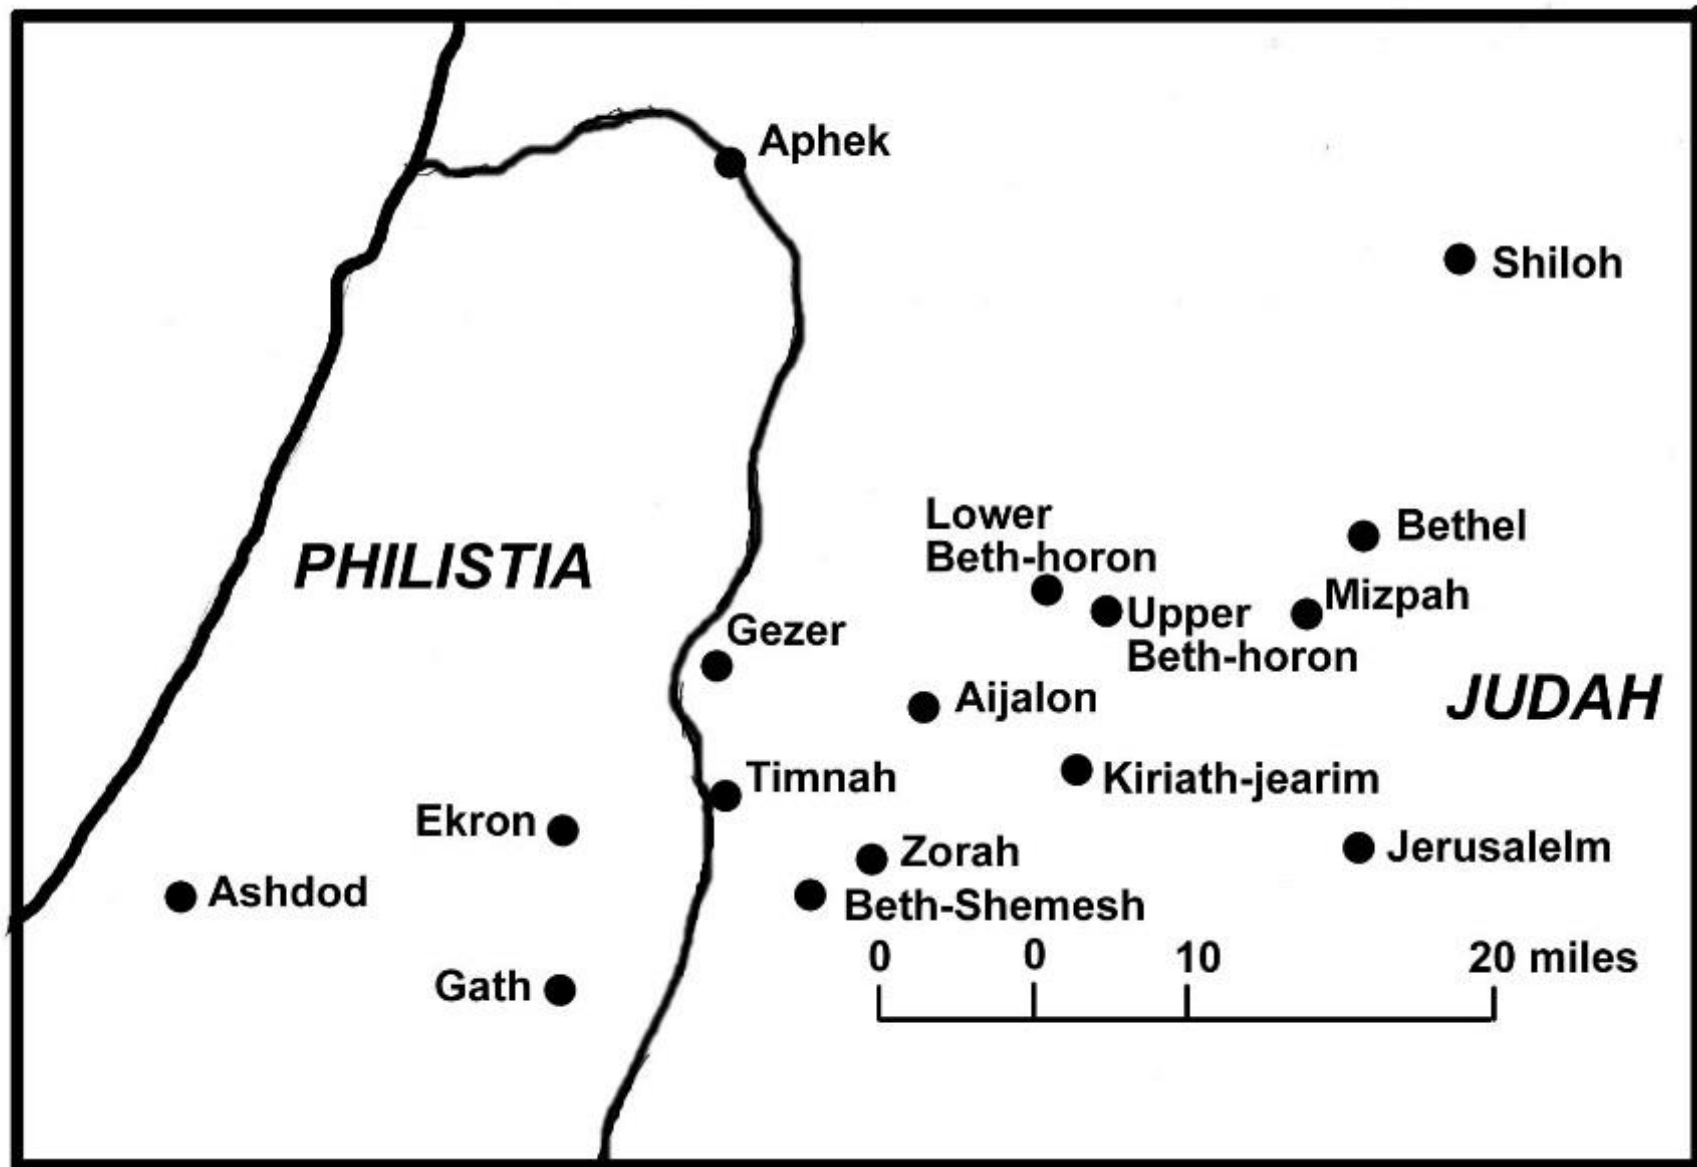 Aphek
Shiloh
Lower
Beth-horon
Bethel
PHILISTIA
Mizpah
Upper
Beth-horon
Gezer
JUDAH
Aijalon
Timnah
Kiriath-jearim
Ekron
Zorah
Jerusalelm
Ashdod
Beth-Shemesh
0 0 10 20 miles
Gath